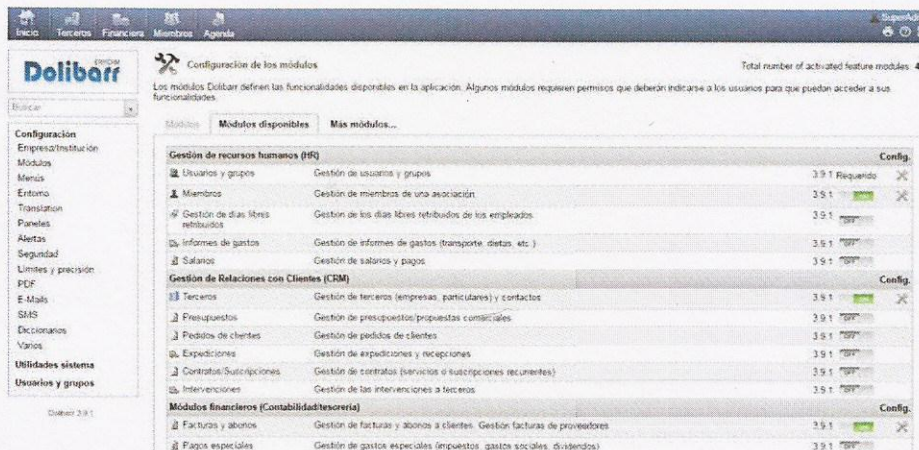 Inicio Terceros Financiera Miembros Agenda
Dolibarr
Buscar
Configuración
Empresa/Institución
Módulos
Menús
Entorno
Translation
Paneles
Alertas
Seguridad
Límites y precisión
PDF
E-Mails
SMS
Diccionarios
Varios
Utilidades sistema
Usuarios y grupos
Dolibarr 3.9.1
Configuración de los módulos
Total number of activated feature modules: 4
Los módulos Dolibarr definen las funcionalidades disponibles en la aplicación. Algunos módulos requieren permisos que deberán indicarse a los usuarios para que puedan acceder a sus
funcionalidades.
Módulos Módulos disponibles Más módulos...
Gestión de recursos humanos (HR) Config.
Usuarios y grupos Gestión de usuarios y grupos 3.9.1 Requerido
Miembros Gestión de miembros de una asociación 3.9.1
Gestión de días libres Gestión de los días libres retribuidos de los empleados 3.9.1 OFF
retribuidos
Informes de gastos Gestión de informes de gastos (transporte, dietas, etc.) 3.9.1 OFF
Salarios Gestión de salarios y pagos 3.9.1 OFF
Gestión de Relaciones con Clientes (CRM) Config.
Terceros Gestión de terceros (empresas, particulares) y contactos 3.9.1
Presupuestos Gestión de presupuestos/propuestas comerciales 3.9.1 OFF
Pedidos de clientes Gestión de pedidos de clientes 3.9.1 OFF
Expediciones Gestión de expediciones y recepciones 3.9.1 OFF
Contratos/Suscripciones Gestión de contratos (servicios o suscripciones recurrentes) 3.9.1 OFF
Intervenciones Gestión de las intervenciones a terceros 3.9.1 OFF
Módulos financieros (Contabilidad/tesorería) Config.
Facturas y abonos Gestión de facturas y abonos a clientes. Gestión facturas de proveedores 3.9.1
Pagos especiales Gestión de gastos especiales (impuestos, gastos sociales, dividendos) 3.9.1 OFF